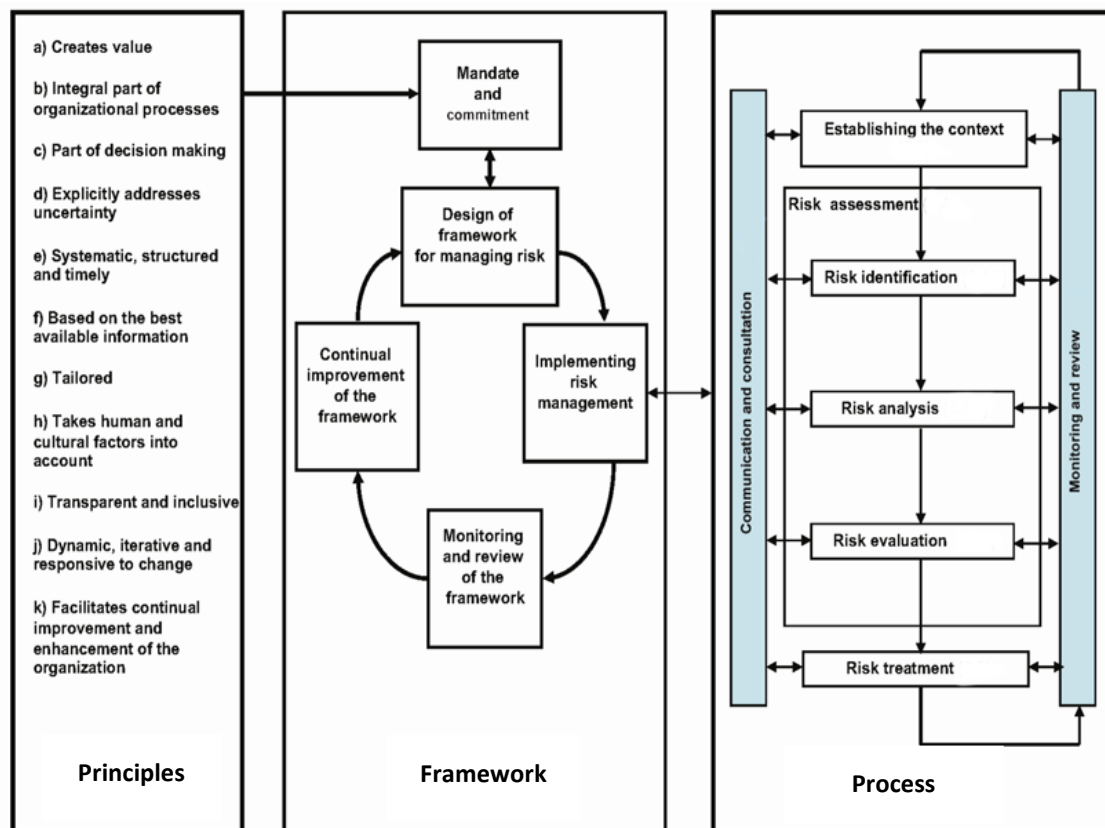 a) Creates value
b) Integral part of
organizational processes
c) Part of decision making
d) Explicitly addresses
uncertainty
e) Systematic, structured
and timely
f) Based on the best
available information
g) Tailored
h) Takes human and
cultural factors into
account
i) Transparent and inclusive
j) Dynamic, iterative and
responsive to change
k) Facilitates continual
improvement and
enhancement of the
organization
Principles
Mandate
and
commitment
Design of
framework
for managing risk
Continual
improvement
of the
framework
Implementing
risk
management
Monitoring
and review
of the
framework
Framework
Communication and consultation
Establishing the context
Risk assessment
Risk identification
Risk analysis
Risk evaluation
Risk treatment
Monitoring and review
Process